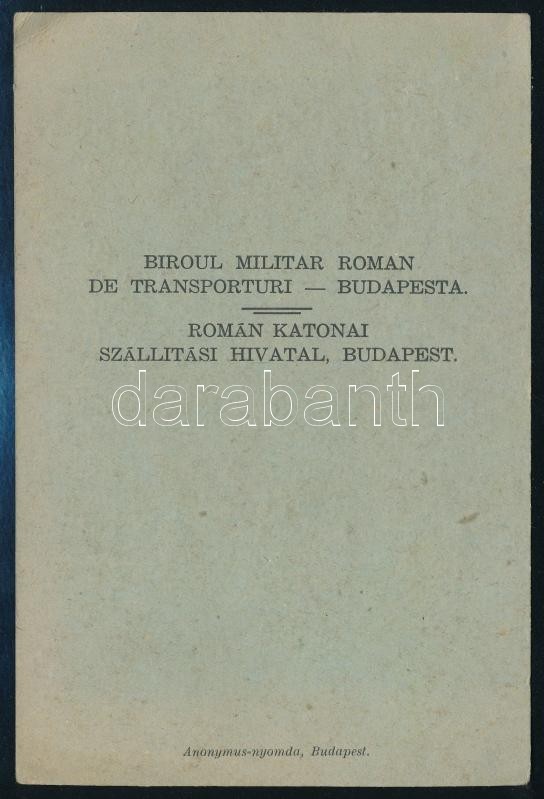 BIROUL MILITAR ROMAN
DE TRANSPORTURI — BUDAPESTA.
ROMÁN KATONAI
SZÁLLITÁSI HIVATAL, BUDAPEST.
darabanth
Anonymus-nyomda, Budapest.